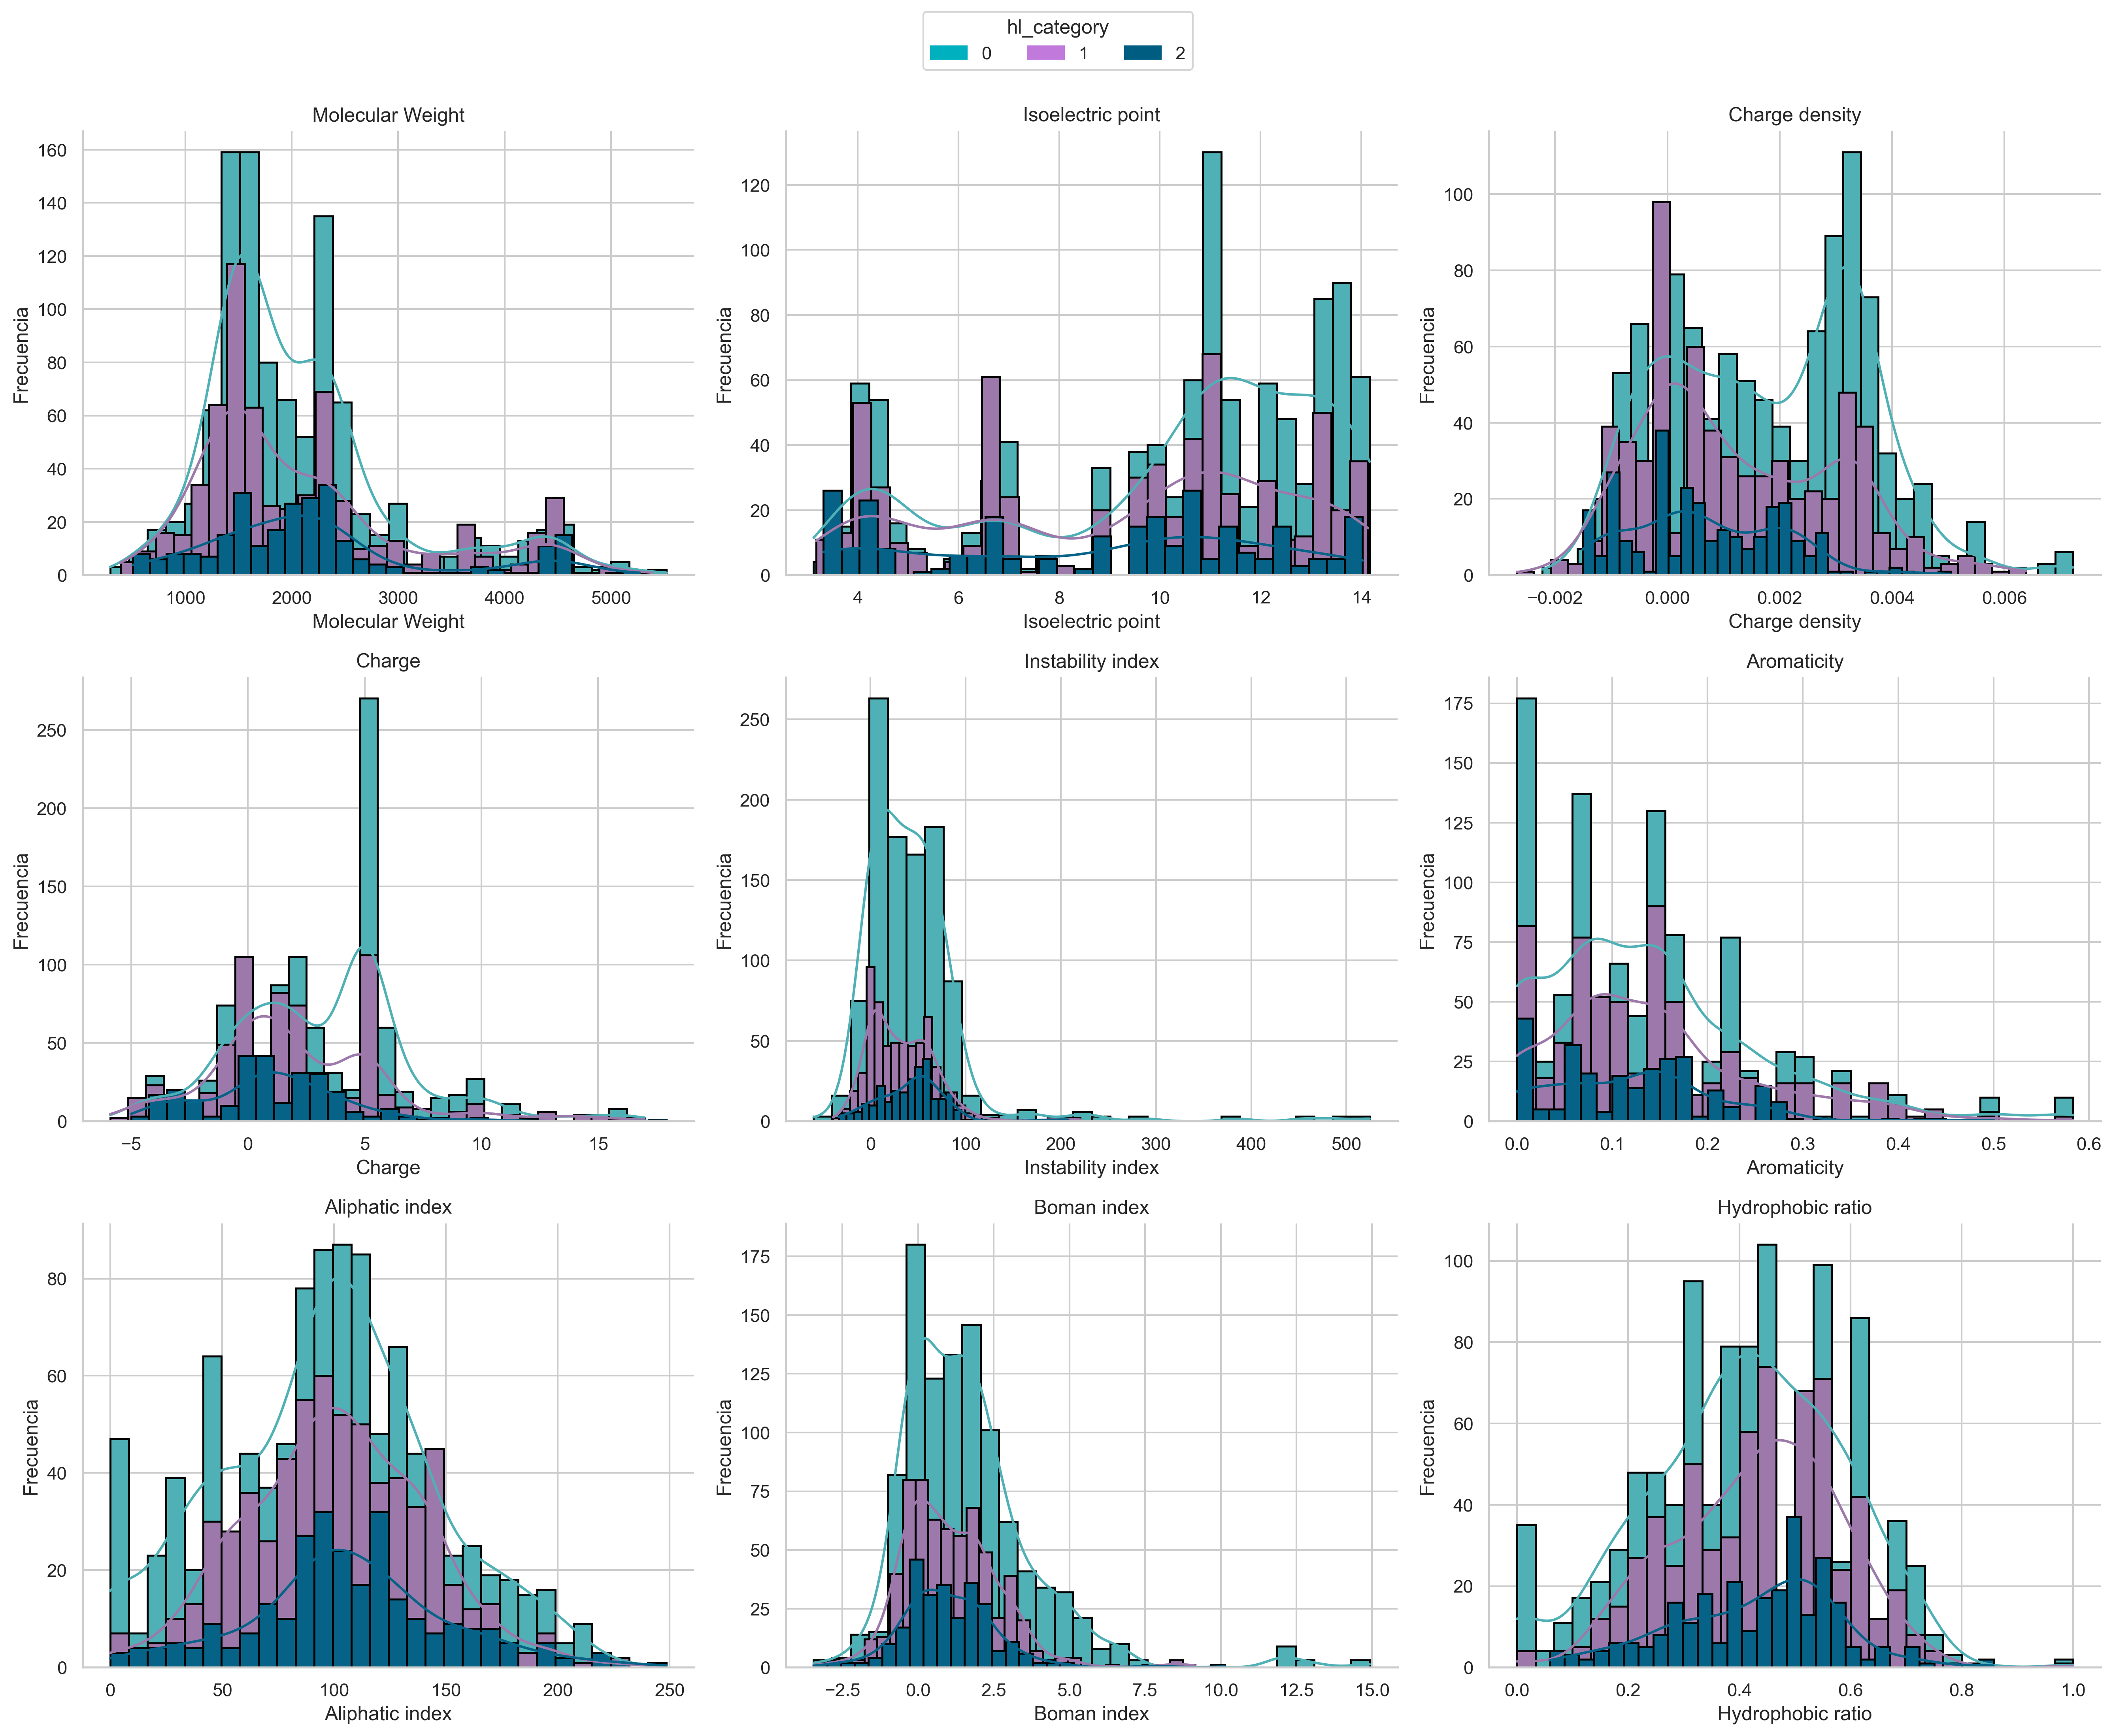 hl_category
0 1 2
Molecular Weight
Frecuencia
160
140
120
100
80
60
40
20
0
1000 2000 3000 4000 5000
Molecular Weight
Isoelectric point
Frecuencia
120
100
80
60
40
20
0
4 6 8 10 12 14
Isoelectric point
Charge density
Frecuencia
100
80
60
40
20
0
−0.002 0.000 0.002 0.004 0.006
Charge density
Charge
Frecuencia
250
200
150
100
50
0
−5 0 5 10 15
Charge
Instability index
Frecuencia
250
200
150
100
50
0
0 100 200 300 400 500
Instability index
Aromaticity
Frecuencia
175
150
125
100
75
50
25
0
0.0 0.1 0.2 0.3 0.4 0.5 0.6
Aromaticity
Aliphatic index
Frecuencia
80
60
40
20
0
0 50 100 150 200 250
Aliphatic index
Boman index
Frecuencia
175
150
125
100
75
50
25
0
−2.5 0.0 2.5 5.0 7.5 10.0 12.5 15.0
Boman index
Hydrophobic ratio
Frecuencia
100
80
60
40
20
0
0.0 0.2 0.4 0.6 0.8 1.0
Hydrophobic ratio